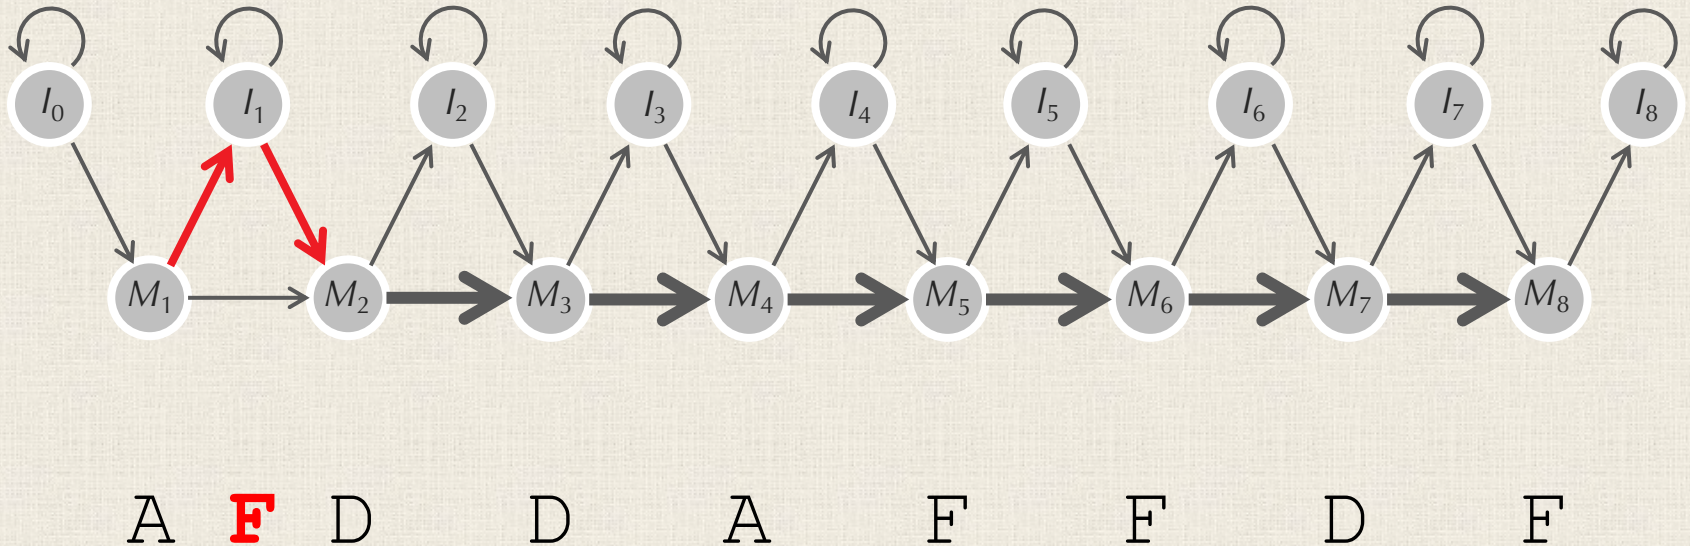 I₀ I₁ I₂ I₃ I₄ I₅ I₆ I₇ I₈
M₁ M₂ M₃ M₄ M₅ M₆ M₇ M₈
A F D D A F F D F